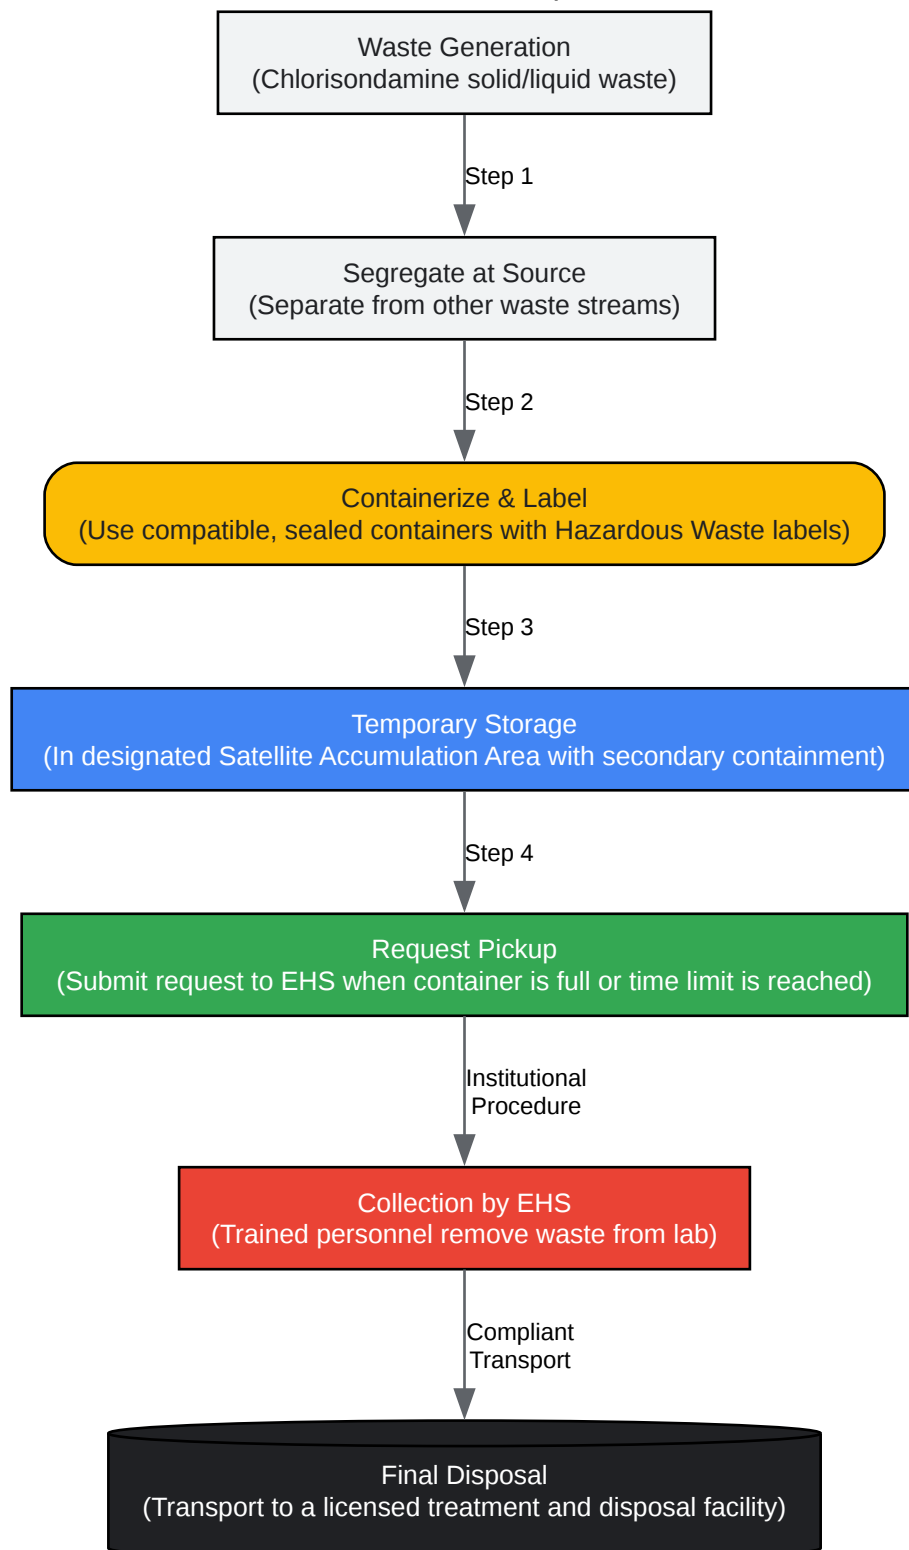 Waste Generation
(Chlorisondamine solid/liquid waste)
Step 1
Segregate at Source
(Separate from other waste streams)
Step 2
Containerize & Label
(Use compatible, sealed containers with Hazardous Waste labels)
Step 3
Temporary Storage
(In designated Satellite Accumulation Area with secondary containment)
Step 4
Request Pickup
(Submit request to EHS when container is full or time limit is reached)
Institutional
Procedure
Collection by EHS
(Trained personnel remove waste from lab)
Compliant
Transport
Final Disposal
(Transport to a licensed treatment and disposal facility)